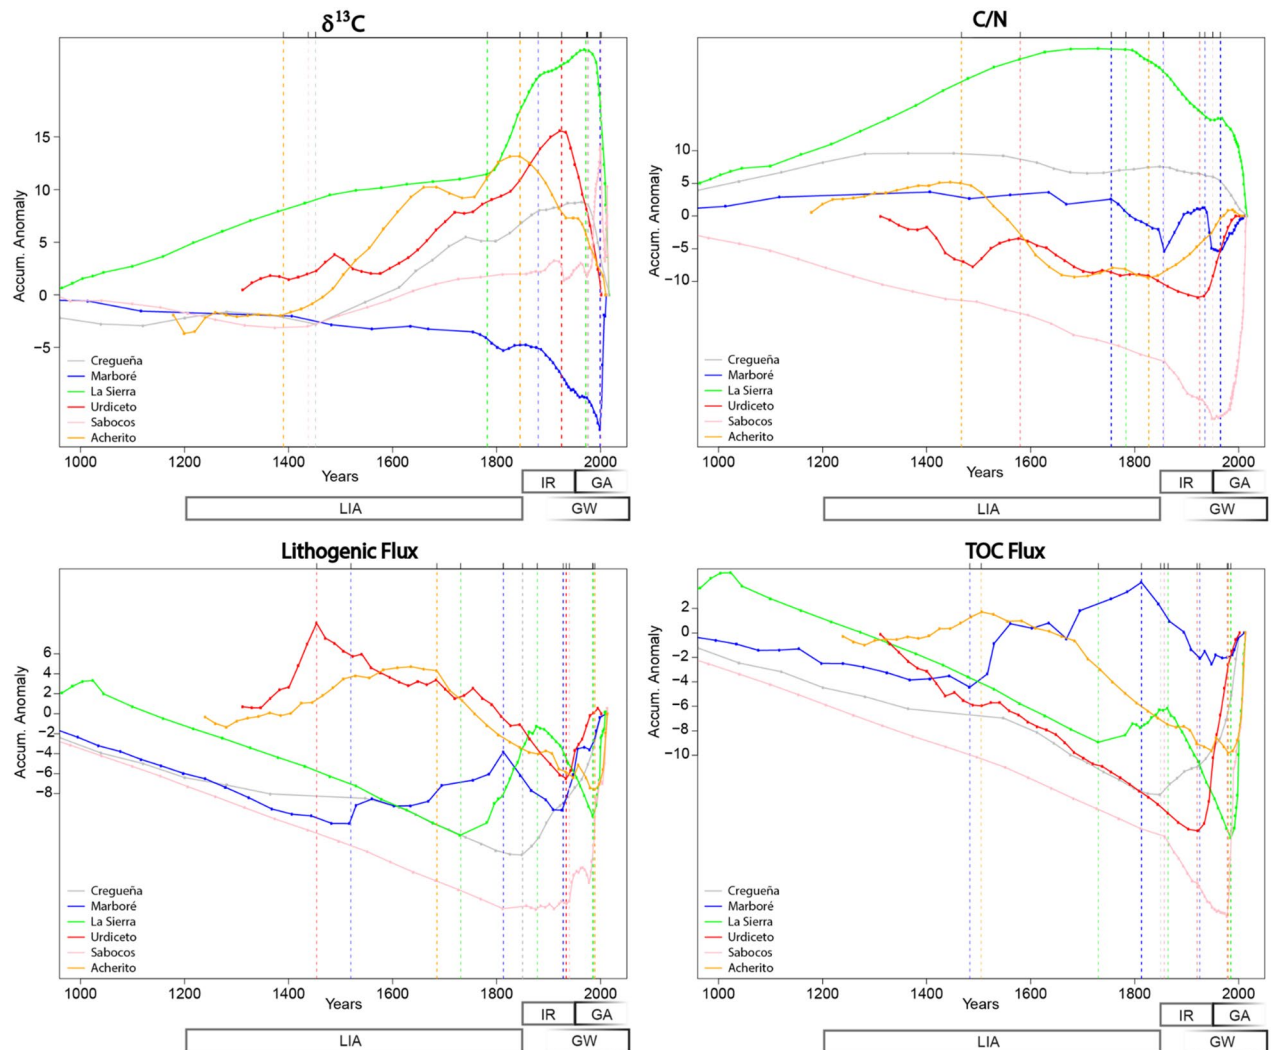 δ¹³C
Accum. Anomaly
15
10
5
0
−5
Cregueña
Marboré
La Sierra
Urdiceto
Sabocos
Acherito
1000 1200 1400 1600 1800 2000
Years
IR GA
LIA GW
C/N
Accum. Anomaly
10
5
0
−5
−10
Cregueña
Marboré
La Sierra
Urdiceto
Sabocos
Acherito
1000 1200 1400 1600 1800 2000
Years
IR GA
LIA GW
Lithogenic Flux
Accum. Anomaly
6
4
2
0
−2
−4
−6
−8
Cregueña
Marboré
La Sierra
Urdiceto
Sabocos
Acherito
1000 1200 1400 1600 1800 2000
Years
IR GA
LIA GW
TOC Flux
Accum. Anomaly
2
0
−2
−4
−6
−8
−10
Cregueña
Marboré
La Sierra
Urdiceto
Sabocos
Acherito
1000 1200 1400 1600 1800 2000
Years
IR GA
LIA GW